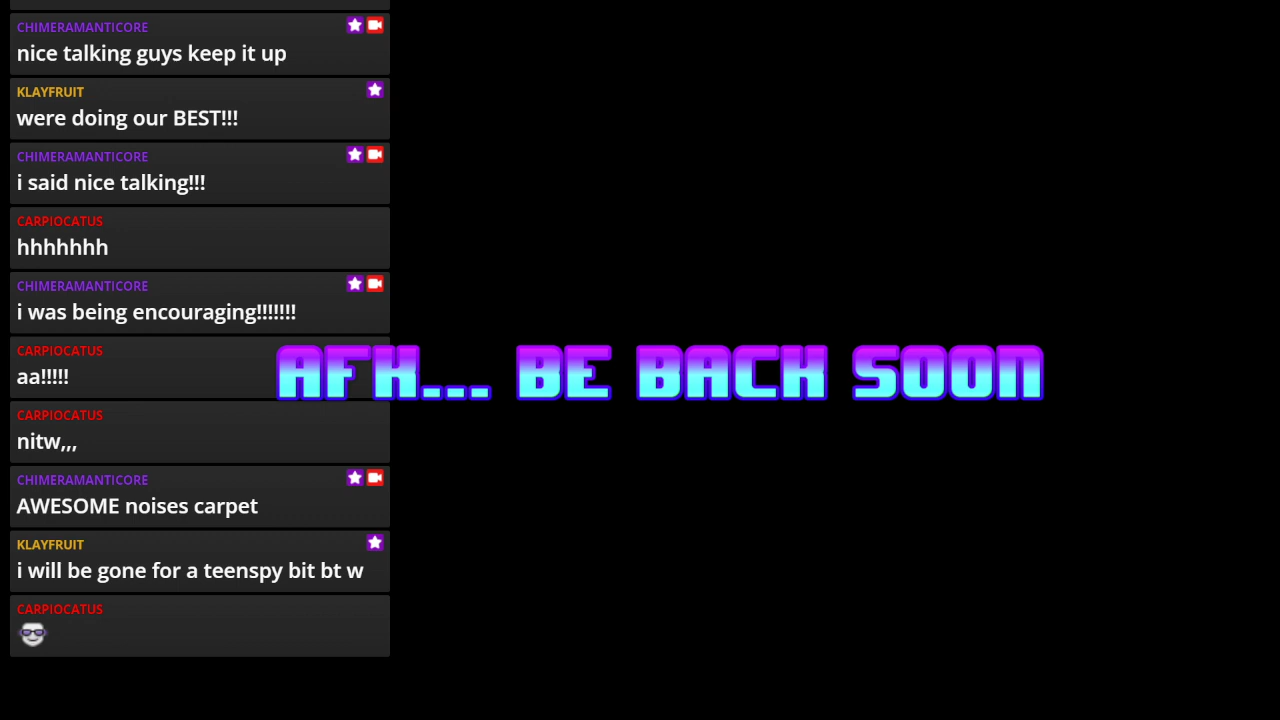 CHIMERAMANTICORE
nice talking guys keep it up
KLAYFRUIT
were doing our BEST!!!
CHIMERAMANTICORE
i said nice talking!!!
CARPIOCATUS
hhhhhhh
CHIMERAMANTICORE
i was being encouraging!!!!!!!
CARPIOCATUS
aa!!!!!
AFK... BE BACK SOON
CARPIOCATUS
nitw,,,
CHIMERAMANTICORE
AWESOME noises carpet
KLAYFRUIT
i will be gone for a teenspy bit bt w
CARPIOCATUS